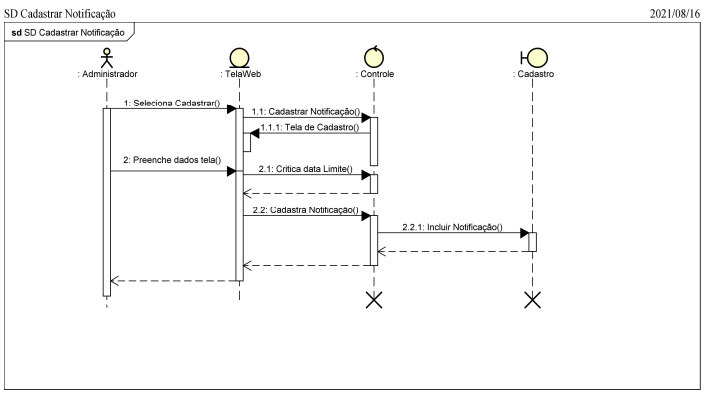 SD Cadastrar Notificação 2021/08/16
sd SD Cadastrar Notificação
: Administrador : TelaWeb : Controle : Cadastro
1: Seleciona Cadastrar()
1.1: Cadastrar Notificação()
1.1.1: Tela de Cadastro()
2: Preenche dados tela()
2.1: Critica data Limite()
2.2: Cadastra Notificação()
2.2.1: Incluir Notificação()